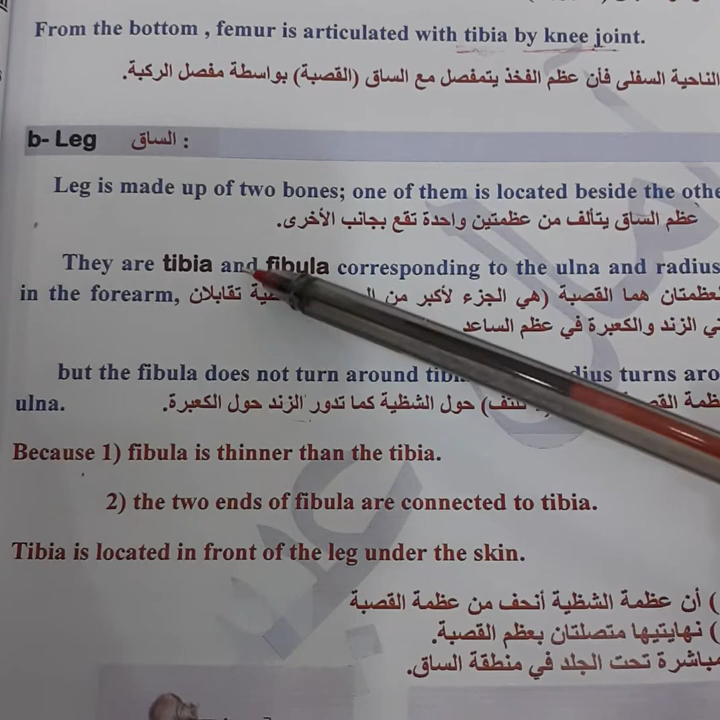 From the bottom , femur is articulated with tibia by knee joint.
الناحية السفلى فأن عظم الفخذ يتمفصل مع الساق (القصبة) بواسطة مفصل الركبة.
b- Leg الساق :
Leg is made up of two bones; one of them is located beside the othe
عظم الساق يتألف من عظمتين واحدة تقع بجانب الأخرى.
They are tibia and fibula corresponding to the ulna and radius
in the forearm, لعظمتان هما القصبة (هي الجزء لأكبر من تقابلان
الزند والكعبرة في عظم الساعد
but the fibula does not turn around turns aro
ulna. حول الشظية كما تدور الزند حول الكعبرة.
Because 1) fibula is thinner than the tibia.
2) the two ends of fibula are connected to tibia.
Tibia is located in front of the leg under the skin.
) أن عظمة الشظية أنحف من عظمة القصبة
) نهايتيها متصلتان بعظم القصبة.
مباشرة تحت الجلد في منطقة الساق.